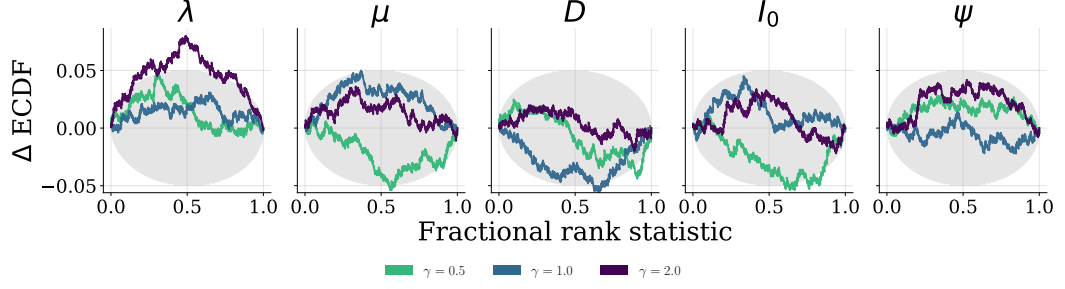 λ μ D I₀ ψ
Δ ECDF
0.05
0.00
−0.05
0.0 0.5 1.0 0.0 0.5 1.0 0.0 0.5 1.0 0.0 0.5 1.0 0.0 0.5 1.0
Fractional rank statistic
γ = 0.5 γ = 1.0 γ = 2.0